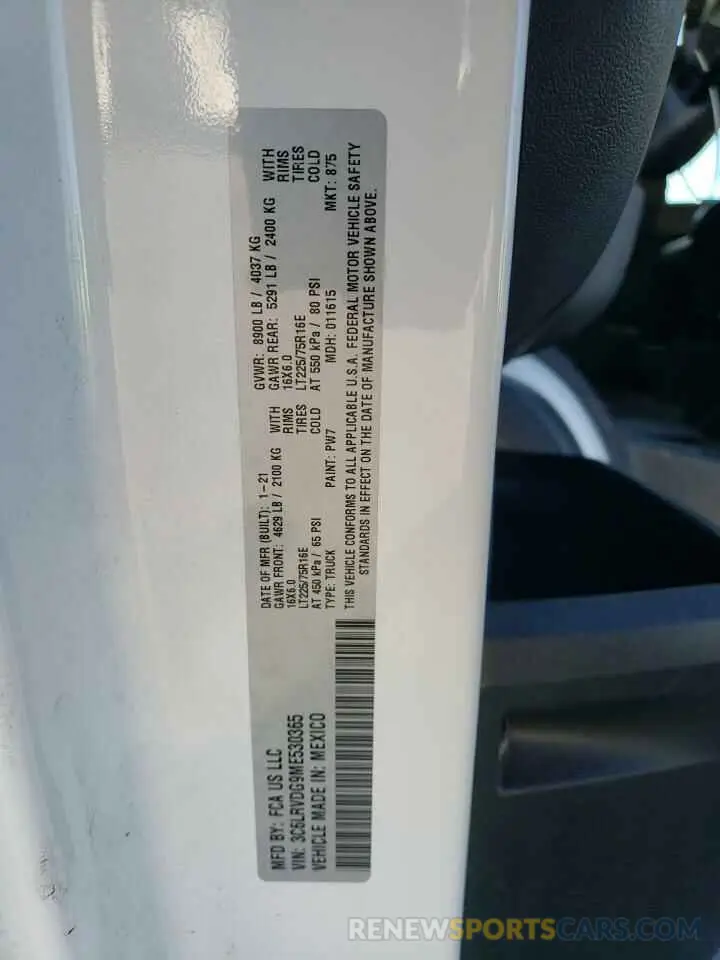 MFD BY: FCA US LLC
VIN: 3C6LRVDG9ME530365
VEHICLE MADE IN: MEXICO
DATE OF MFR (BUILT): 1-21
GAWR FRONT: 4629 LB / 2100 KG WITH
16X6.0 RIMS
LT225/75R16E TIRES
AT 450 kPa / 65 PSI COLD
TYPE: TRUCK PAINT: PW7
GVWR: 8900 LB / 4037 KG
GAWR REAR: 5291 LB / 2400 KG WITH
16X6.0 RIMS
LT225/75R16E TIRES
AT 550 kPa / 80 PSI COLD
MDH: 011615 MKT: 875
THIS VEHICLE CONFORMS TO ALL APPLICABLE U.S.A. FEDERAL MOTOR VEHICLE SAFETY
STANDARDS IN EFFECT ON THE DATE OF MANUFACTURE SHOWN ABOVE.
RENEWSPORTSCARS.COM